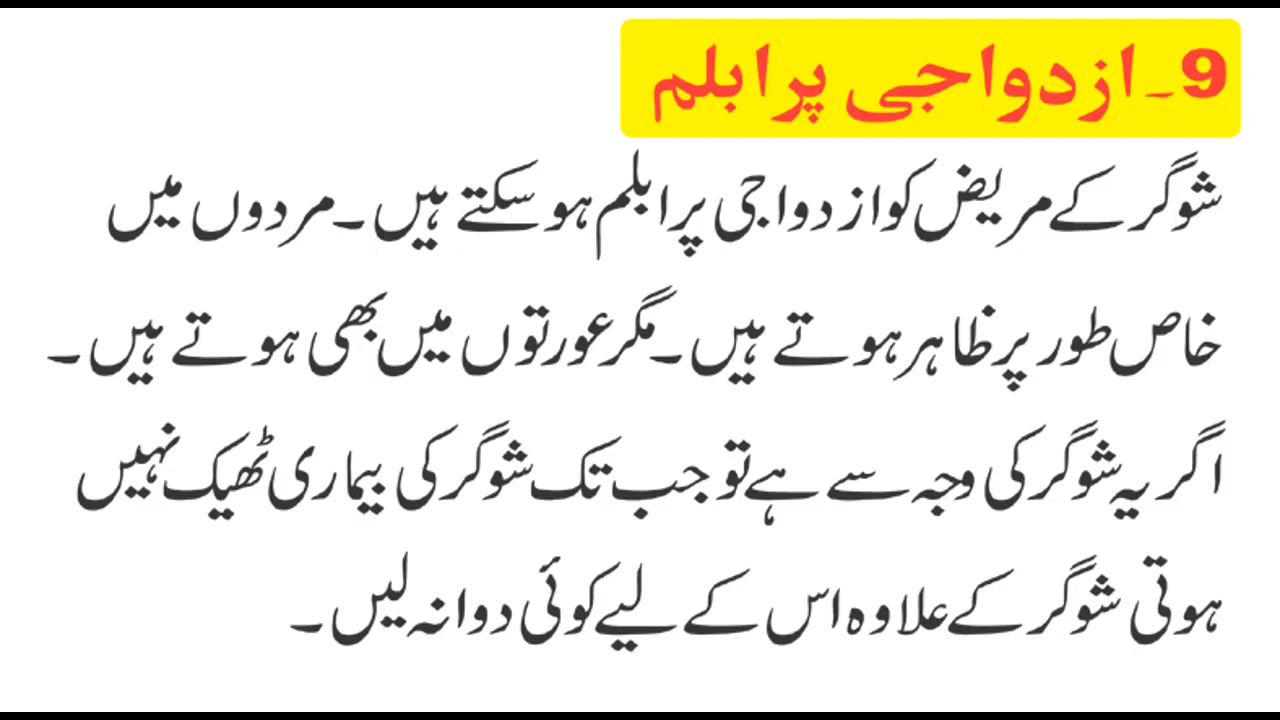 9۔ازدواجی پرابلم
شوگر کے مریض کو ازدواجی پرابلم ہو سکتے ہیں۔ مردوں میں
خاص طور پر ظاہر ہوتے ہیں۔ مگر عورتوں میں بھی ہوتے ہیں۔
اگر یہ شوگر کی وجہ سے ہے تو جب تک شوگر کی بیماری ٹھیک نہیں
ہوتی شوگر کے علاوہ اس کے لیے کوئی دوا نہ لیں۔